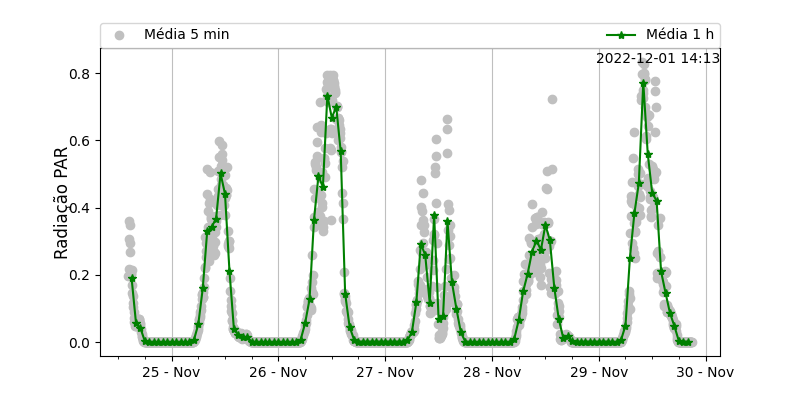 Média 5 min
Média 1 h
2022-12-01 14:13
Radiação PAR
0.8
0.6
0.4
0.2
0.0
25 - Nov
26 - Nov
27 - Nov
28 - Nov
29 - Nov
30 - Nov